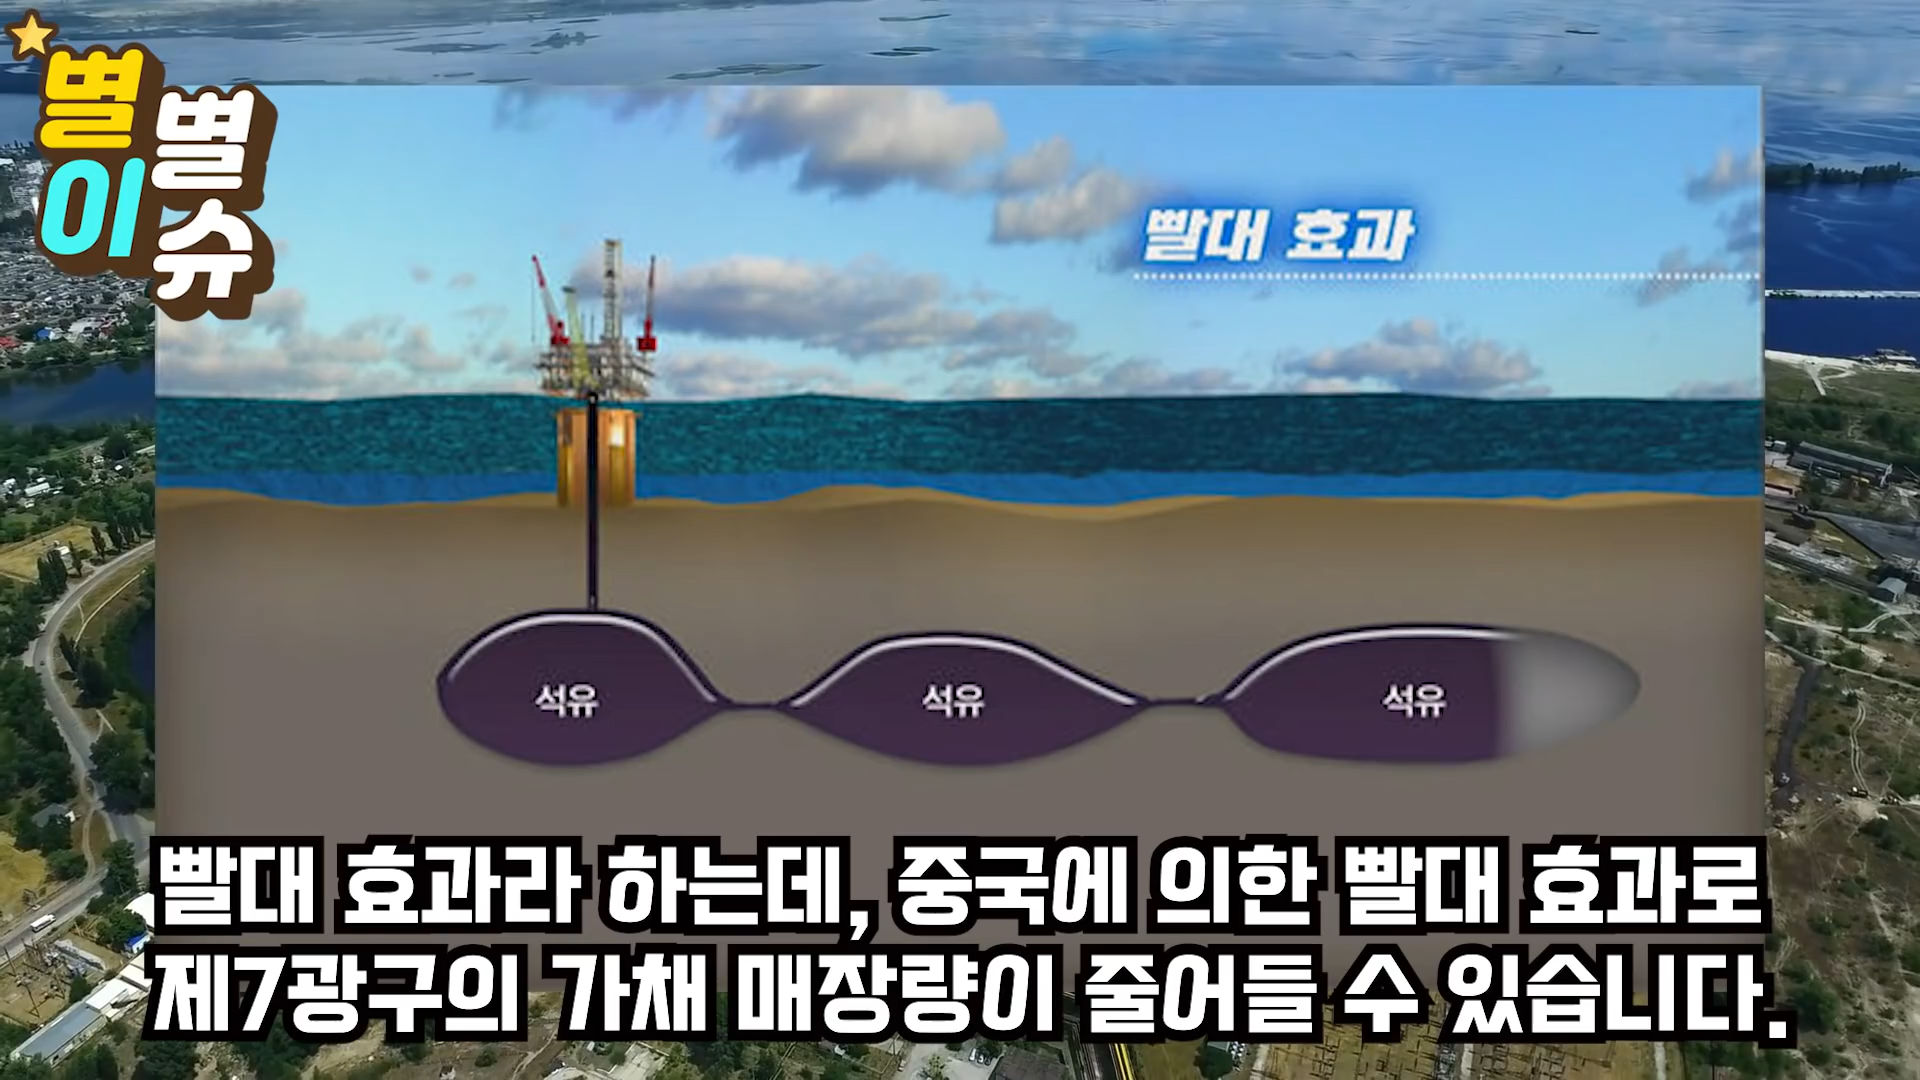 별별
이슈
빨대 효과
석유 석유 석유
빨대 효과라 하는데, 중국에 의한 빨대 효과로
제7광구의 가채 매장량이 줄어들 수 있습니다.